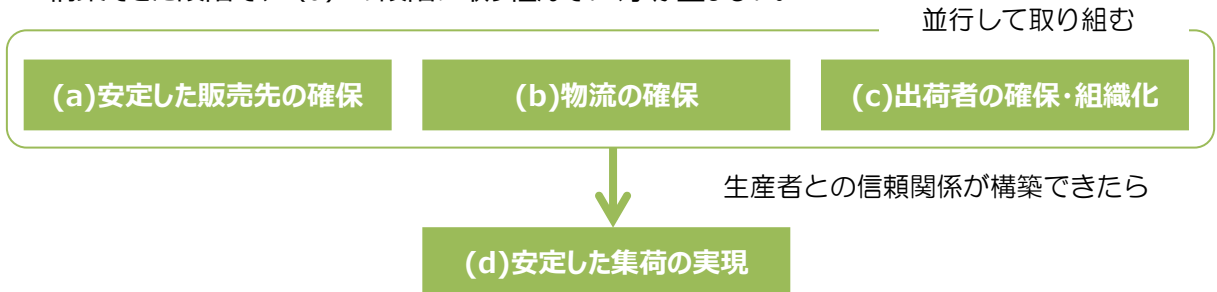 並行して取り組む
(a)安定した販売先の確保
(b)物流の確保
(c)出荷者の確保・組織化
生産者との信頼関係が構築できたら
(d)安定した集荷の実現